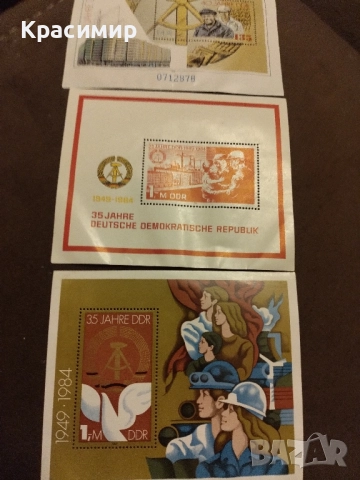 Красимир
0712978
1 M DDR
1949-1984
35 JAHRE
DEUTSCHE DEMOKRATISCHE REPUBLIK
35 JAHRE DDR
1949 · 1984
1,-M DDR
BAZAR